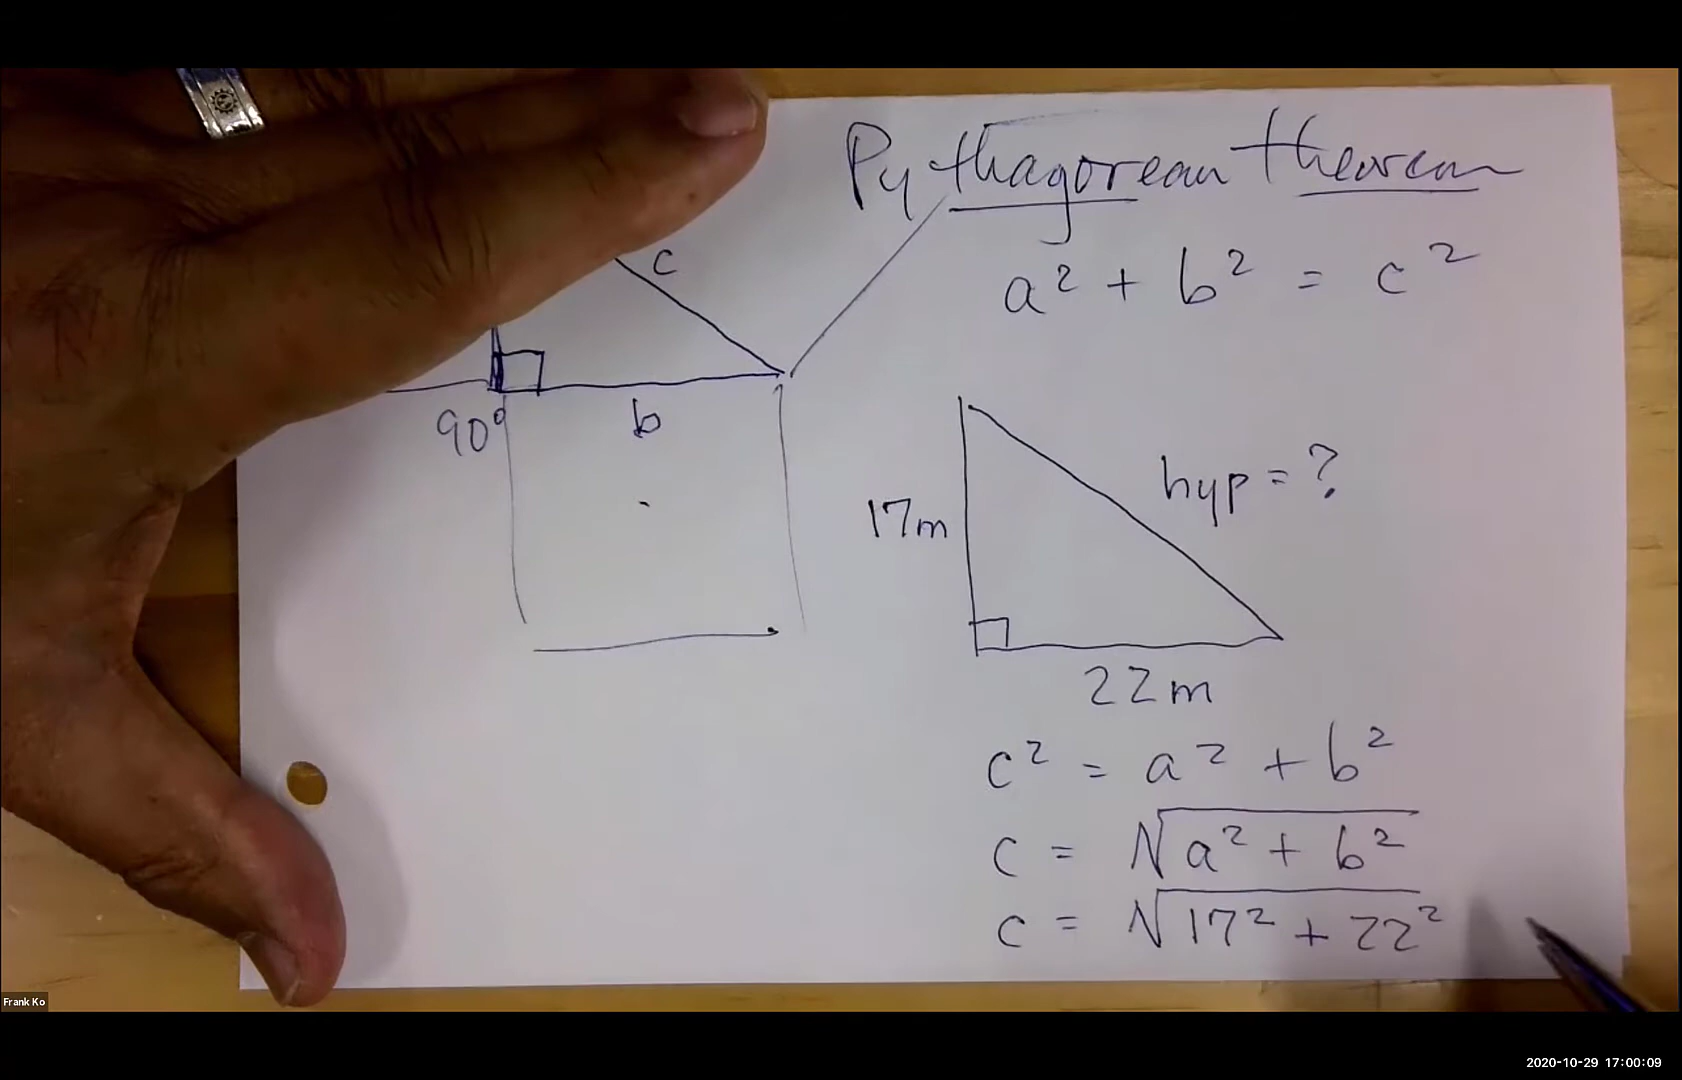 Pythagorean theorem
a² + b² = c²
c
90°
b
hyp = ?
17m
22m
c² = a² + b²
c = √a² + b²
c = √17² + 22²
Frank Ko
2020-10-29 17:00:09